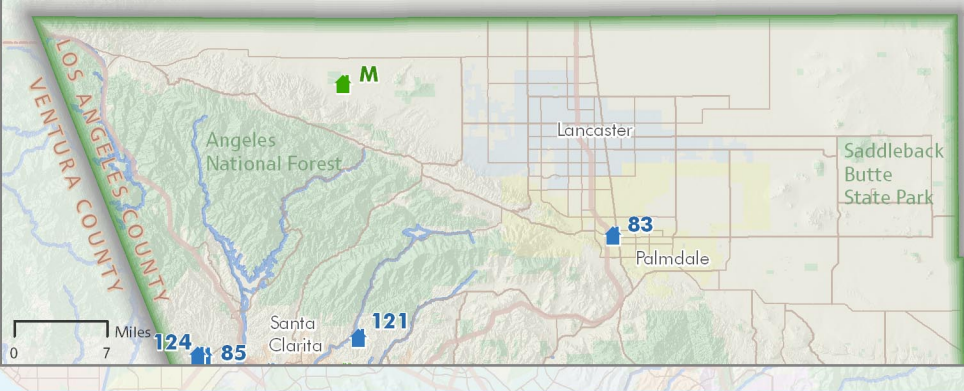 M
LOS ANGELES COUNTY
VENTURA COUNTY
Angeles
National Forest
Lancaster
Saddleback
Butte
State Park
83
Palmdale
121
Santa
Clarita
Miles
0 7
124
85